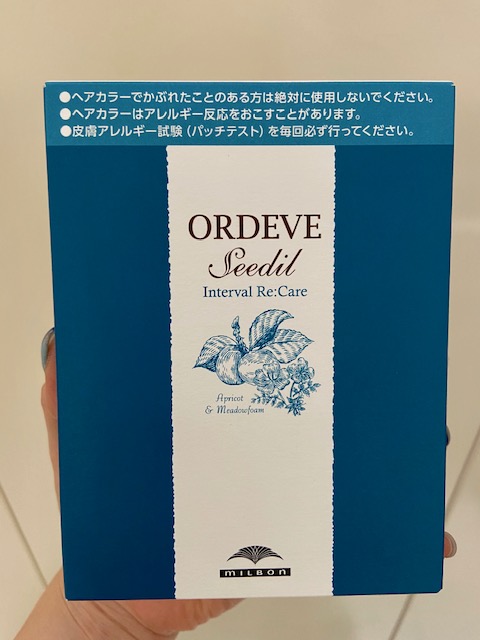 ●ヘアカラーでかぶれたことのある方は絶対に使用しないでください。
●ヘアカラーはアレルギー反応をおこすことがあります。
●皮膚アレルギー試験（パッチテスト）を毎回必ず行ってください。
ORDEVE
Seedil
Interval Re:Care
Apricot
& Meadowfoam
MILBON